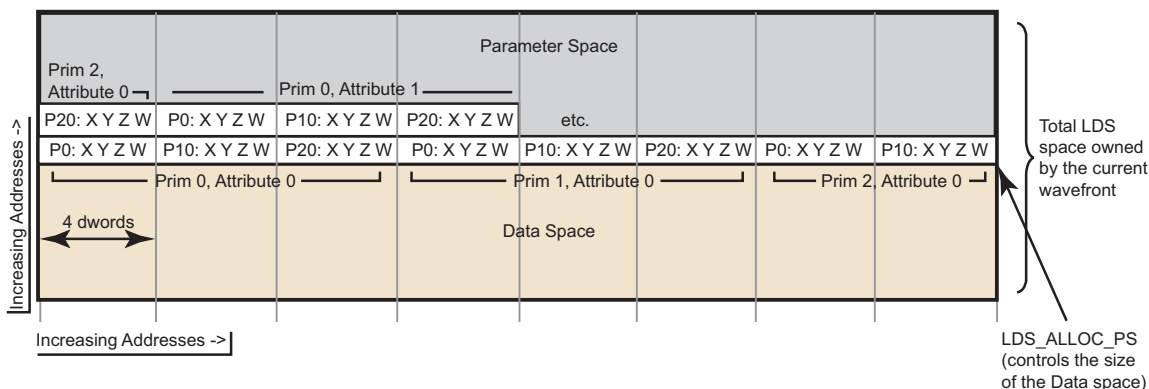 Parameter Space
Prim 2,
Attribute 0
Prim 0, Attribute 1
P20: X Y Z W P0: X Y Z W P10: X Y Z W P20: X Y Z W etc.
P0: X Y Z W P10: X Y Z W P20: X Y Z W P0: X Y Z W P10: X Y Z W P20: X Y Z W P0: X Y Z W P10: X Y Z W
Prim 0, Attribute 0 Prim 1, Attribute 0 Prim 2, Attribute 0
4 dwords
Data Space
Increasing Addresses ->
Increasing Addresses ->
Total LDS
space owned
by the current
wavefront
LDS_ALLOC_PS
(controls the size
of the Data space)